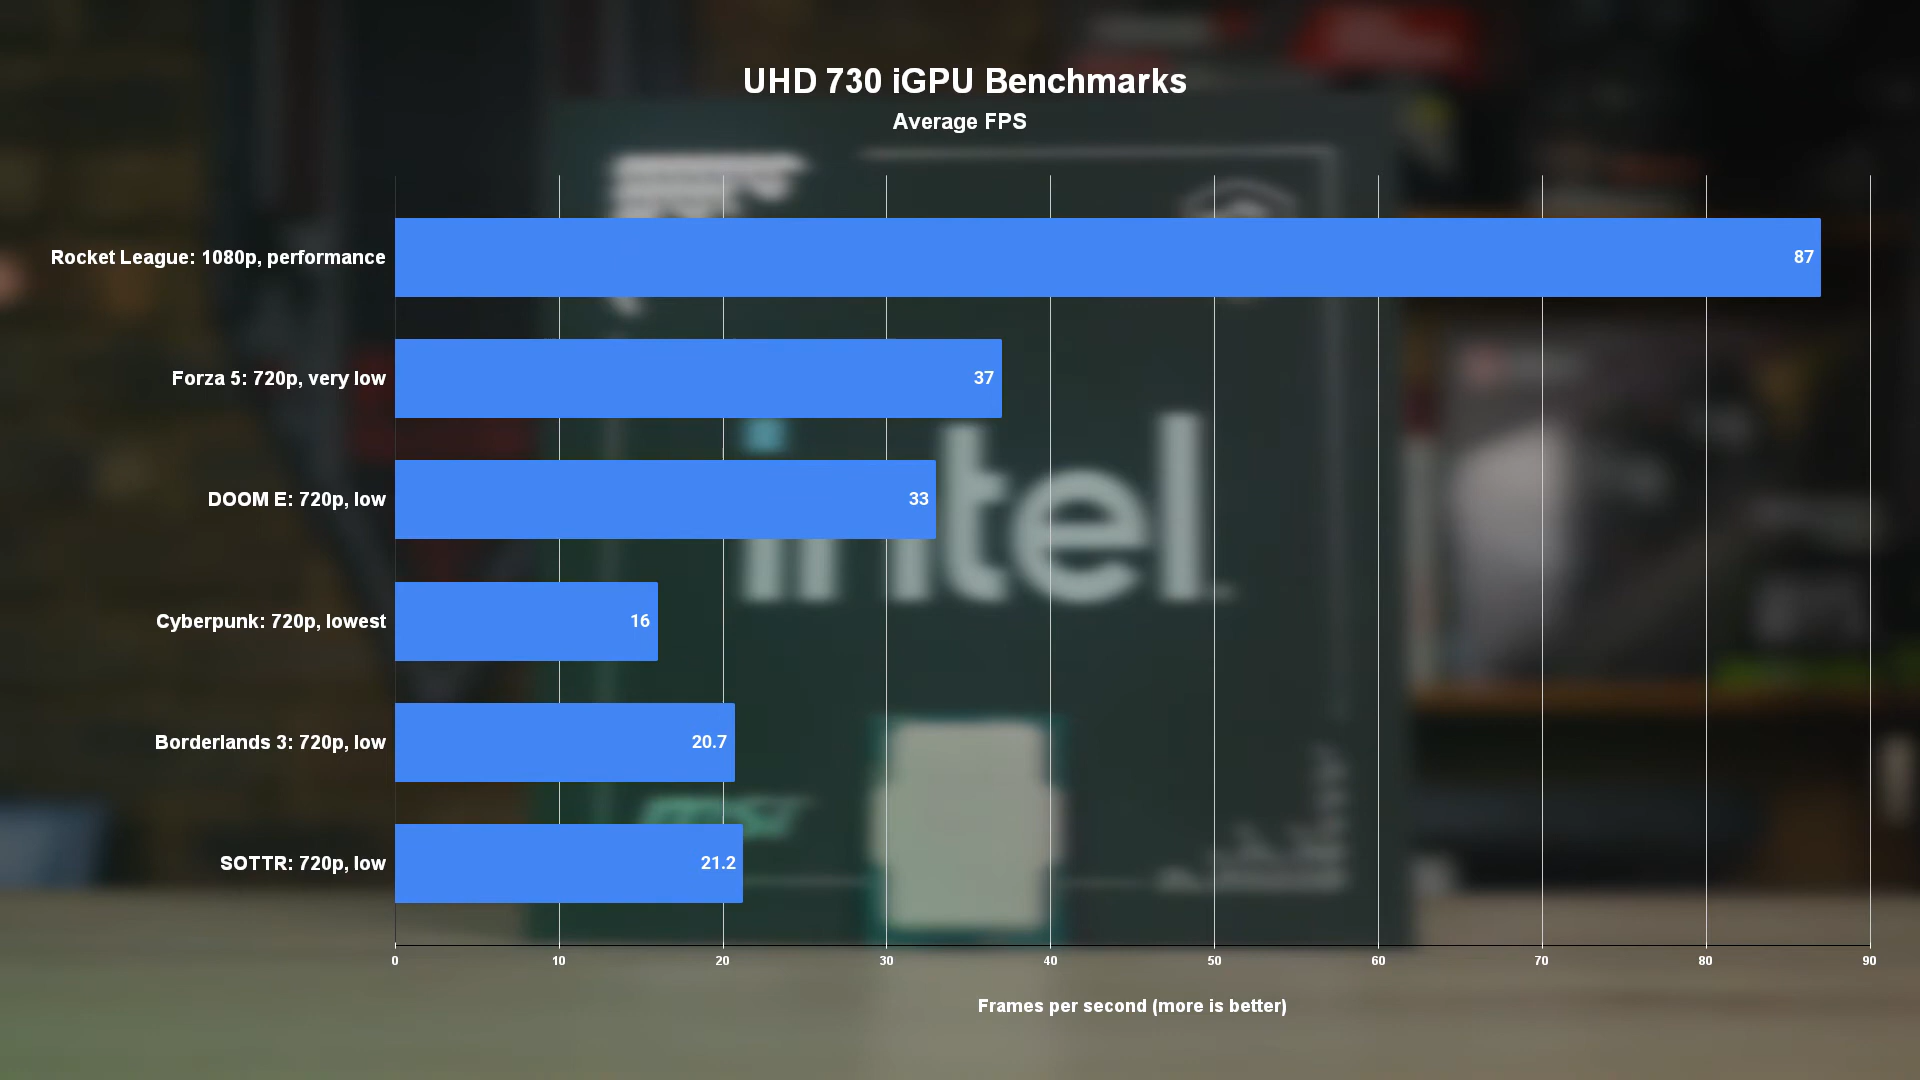 UHD 730 iGPU Benchmarks
Average FPS
Rocket League: 1080p, performance
87
Forza 5: 720p, very low
37
DOOM E: 720p, low
33
Cyberpunk: 720p, lowest
16
Borderlands 3: 720p, low
20.7
SOTTR: 720p, low
21.2
0 10 20 30 40 50 60 70 80 90
Frames per second (more is better)
intel